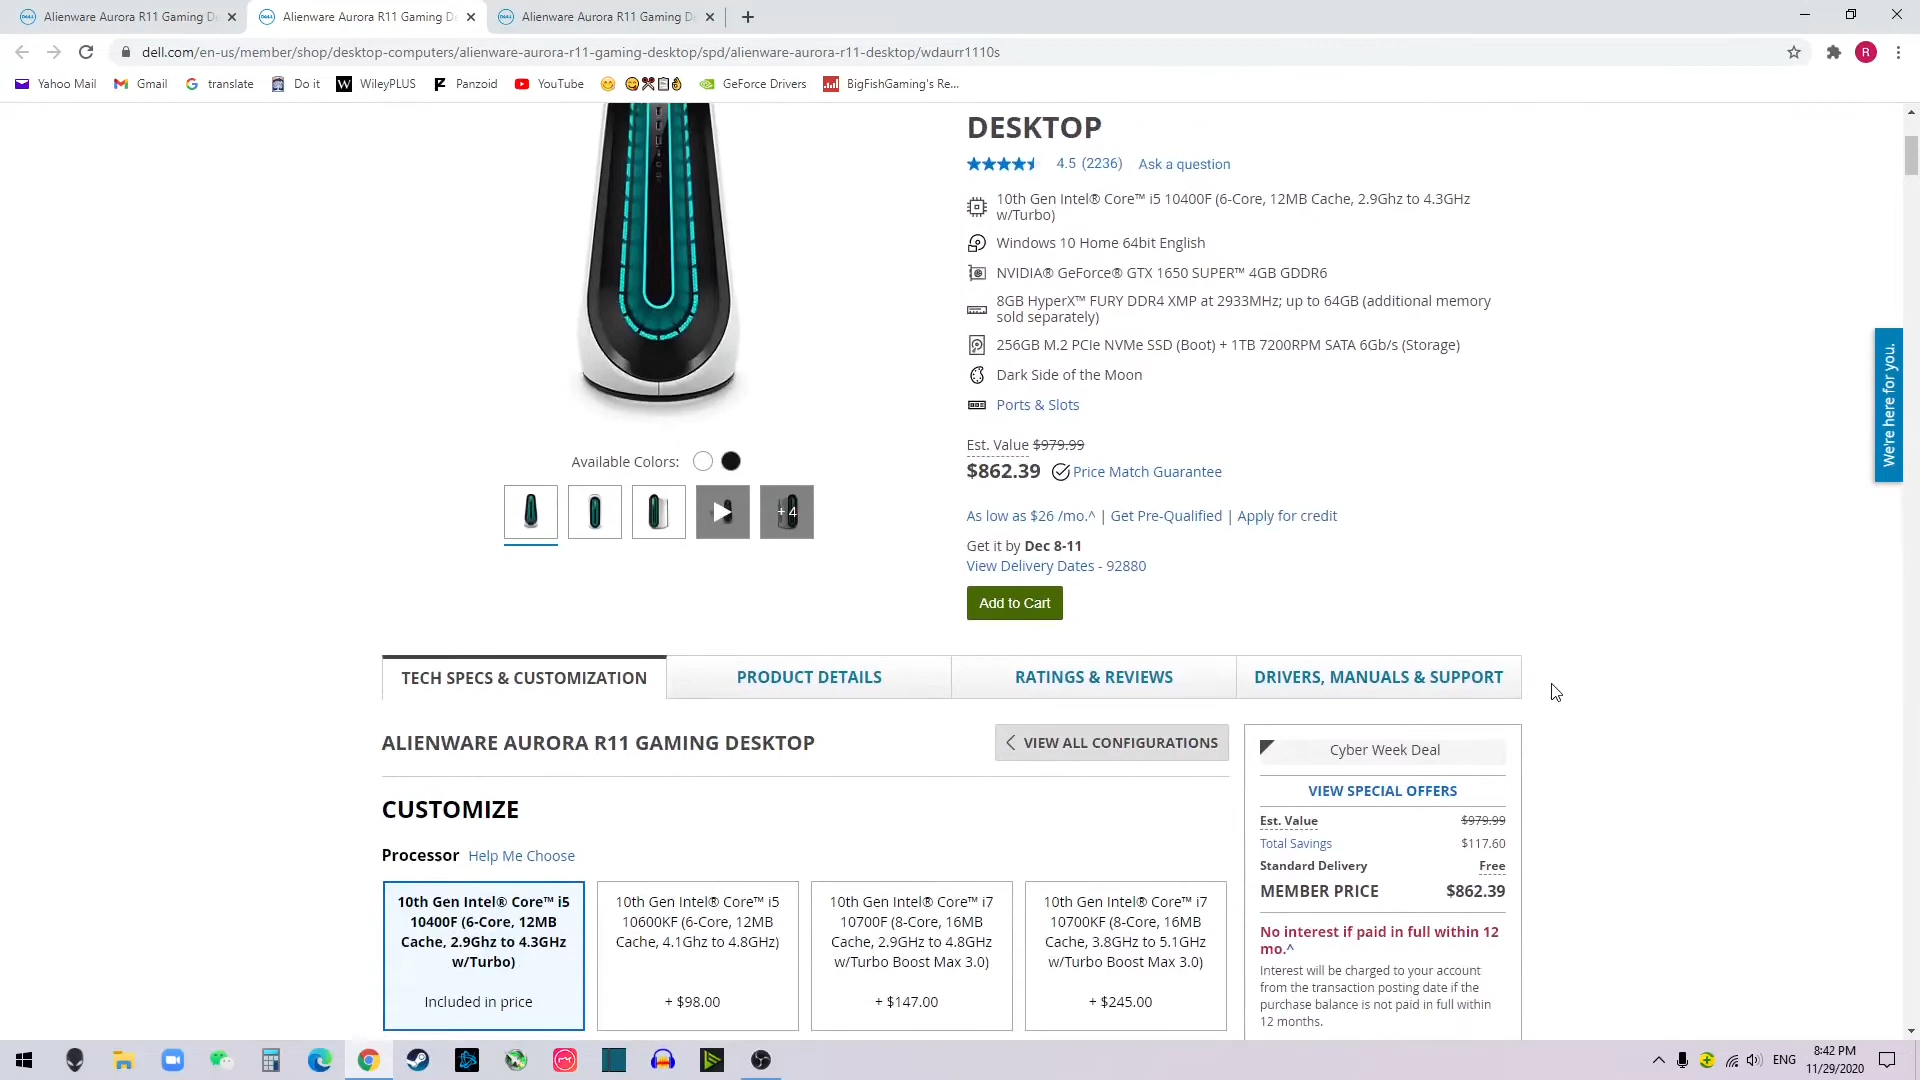 Alienware Aurora R11 Gaming D
Alienware Aurora R11 Gaming D
Alienware Aurora R11 Gaming D
dell.com/en-us/member/shop/desktop-computers/alienware-aurora-r11-gaming-desktop/spd/alienware-aurora-r11-desktop/wdaurr1110s
R
Yahoo Mail
Gmail
translate
Do it
WileyPLUS
Panzoid
YouTube
GeForce Drivers
BigFishGaming's Re...
DESKTOP
4.5 (2236) Ask a question
10th Gen Intel® Core™ i5 10400F (6-Core, 12MB Cache, 2.9Ghz to 4.3GHz
w/Turbo)
Windows 10 Home 64bit English
NVIDIA® GeForce® GTX 1650 SUPER™ 4GB GDDR6
8GB HyperX™ FURY DDR4 XMP at 2933MHz; up to 64GB (additional memory
sold separately)
256GB M.2 PCIe NVMe SSD (Boot) + 1TB 7200RPM SATA 6Gb/s (Storage)
Dark Side of the Moon
Ports & Slots
Est. Value $979.99
$862.39 Price Match Guarantee
As low as $26 /mo.^ | Get Pre-Qualified | Apply for credit
Get it by Dec 8-11
View Delivery Dates - 92880
Add to Cart
Available Colors:
+ 4
We're here for you.
TECH SPECS & CUSTOMIZATION
PRODUCT DETAILS
RATINGS & REVIEWS
DRIVERS, MANUALS & SUPPORT
ALIENWARE AURORA R11 GAMING DESKTOP
VIEW ALL CONFIGURATIONS
CUSTOMIZE
Processor Help Me Choose
10th Gen Intel® Core™ i5
10400F (6-Core, 12MB
Cache, 2.9Ghz to 4.3GHz
w/Turbo)
Included in price
10th Gen Intel® Core™ i5
10600KF (6-Core, 12MB
Cache, 4.1Ghz to 4.8GHz)
+ $98.00
10th Gen Intel® Core™ i7
10700F (8-Core, 16MB
Cache, 2.9GHz to 4.8GHz
w/Turbo Boost Max 3.0)
+ $147.00
10th Gen Intel® Core™ i7
10700KF (8-Core, 16MB
Cache, 3.8GHz to 5.1GHz
w/Turbo Boost Max 3.0)
+ $245.00
Cyber Week Deal
VIEW SPECIAL OFFERS
Est. Value $979.99
Total Savings $117.60
Standard Delivery Free
MEMBER PRICE $862.39
No interest if paid in full within 12
mo.^
Interest will be charged to your account
from the transaction posting date if the
purchase balance is not paid in full within
12 months.
ENG
8:42 PM
11/29/2020